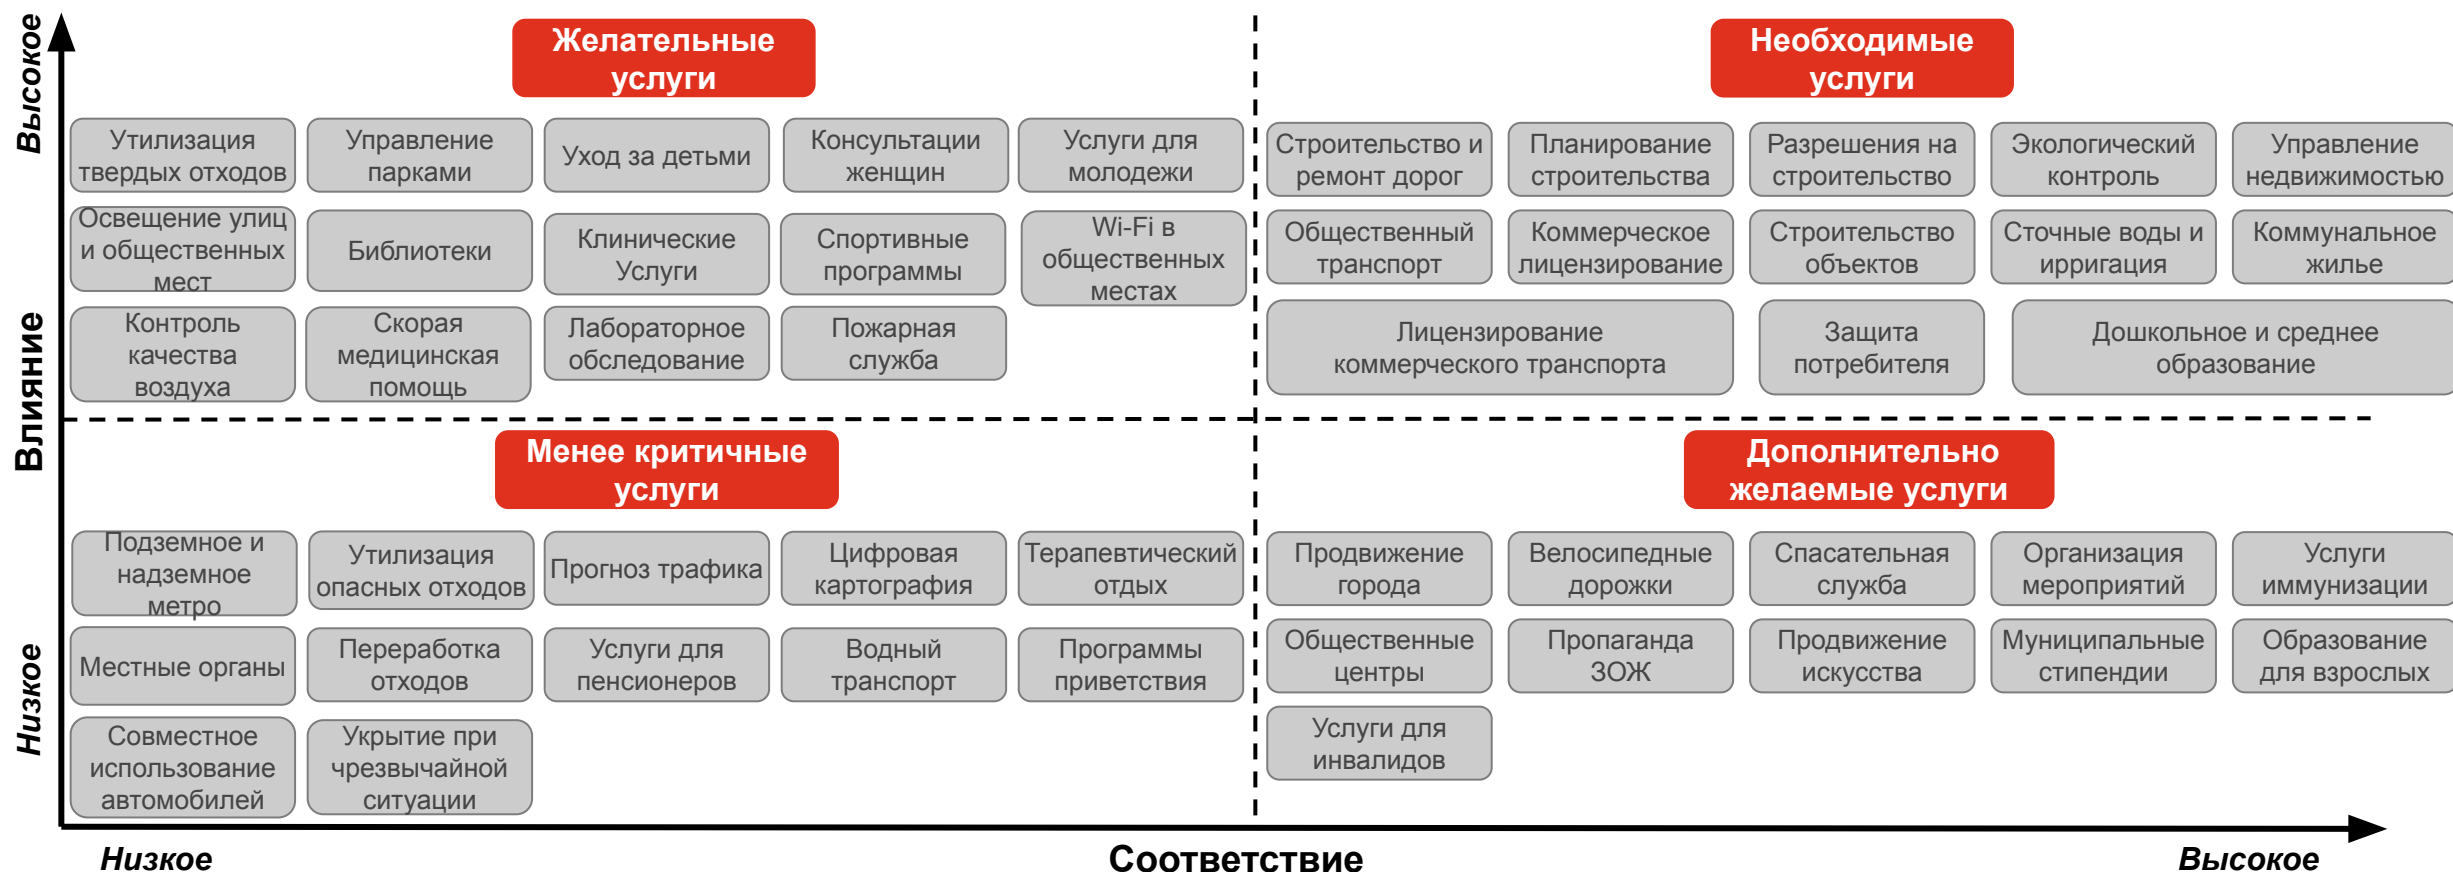 Высокое
Влияние
Низкое
Желательные
услуги
Утилизация
твердых отходов
Управление
парками
Уход за детьми
Консультации
женщин
Услуги для
молодежи
Освещение улиц
и общественных
мест
Библиотеки
Клинические
Услуги
Спортивные
программы
Wi-Fi в
общественных
местах
Контроль
качества
воздуха
Скорая
медицинская
помощь
Лабораторное
обследование
Пожарная
служба
Необходимые
услуги
Строительство и
ремонт дорог
Планирование
строительства
Разрешения на
строительство
Экологический
контроль
Управление
недвижимостью
Общественный
транспорт
Коммерческое
лицензирование
Строительство
объектов
Сточные воды и
ирригация
Коммунальное
жилье
Лицензирование
коммерческого транспорта
Защита
потребителя
Дошкольное и среднее
образование
Менее критичные
услуги
Подземное и
надземное
метро
Утилизация
опасных отходов
Прогноз трафика
Цифровая
картография
Терапевтический
отдых
Местные органы
Переработка
отходов
Услуги для
пенсионеров
Водный
транспорт
Программы
приветствия
Совместное
использование
автомобилей
Укрытие при
чрезвычайной
ситуации
Дополнительно
желаемые услуги
Продвижение
города
Велосипедные
дорожки
Спасательная
служба
Организация
мероприятий
Услуги
иммунизации
Общественные
центры
Пропаганда
ЗОЖ
Продвижение
искусства
Муниципальные
стипендии
Образование
для взрослых
Услуги для
инвалидов
Низкое
Соответствие
Высокое